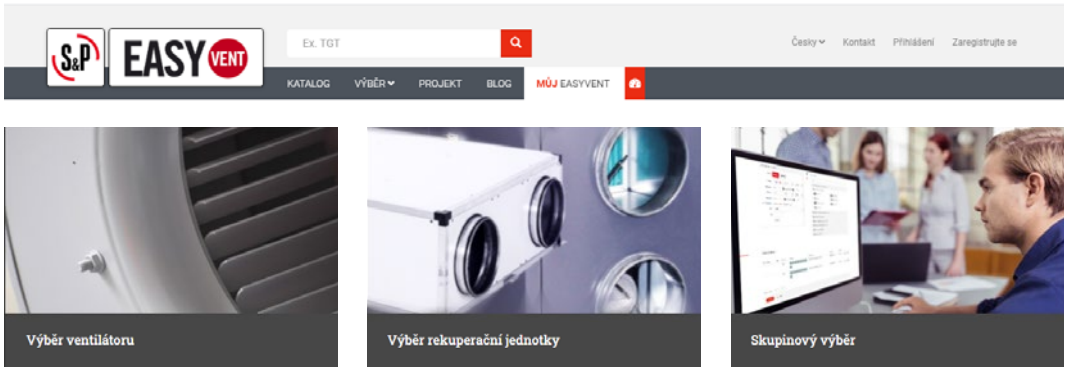 S&P EASY VENT
Ex. TGT
Česky Kontakt Přihlášení Zaregistrujte se
KATALOG VÝBĚR PROJEKT BLOG MŮJ EASYVENT
Výběr ventilátoru
Výběr rekuperační jednotky
Skupinový výběr